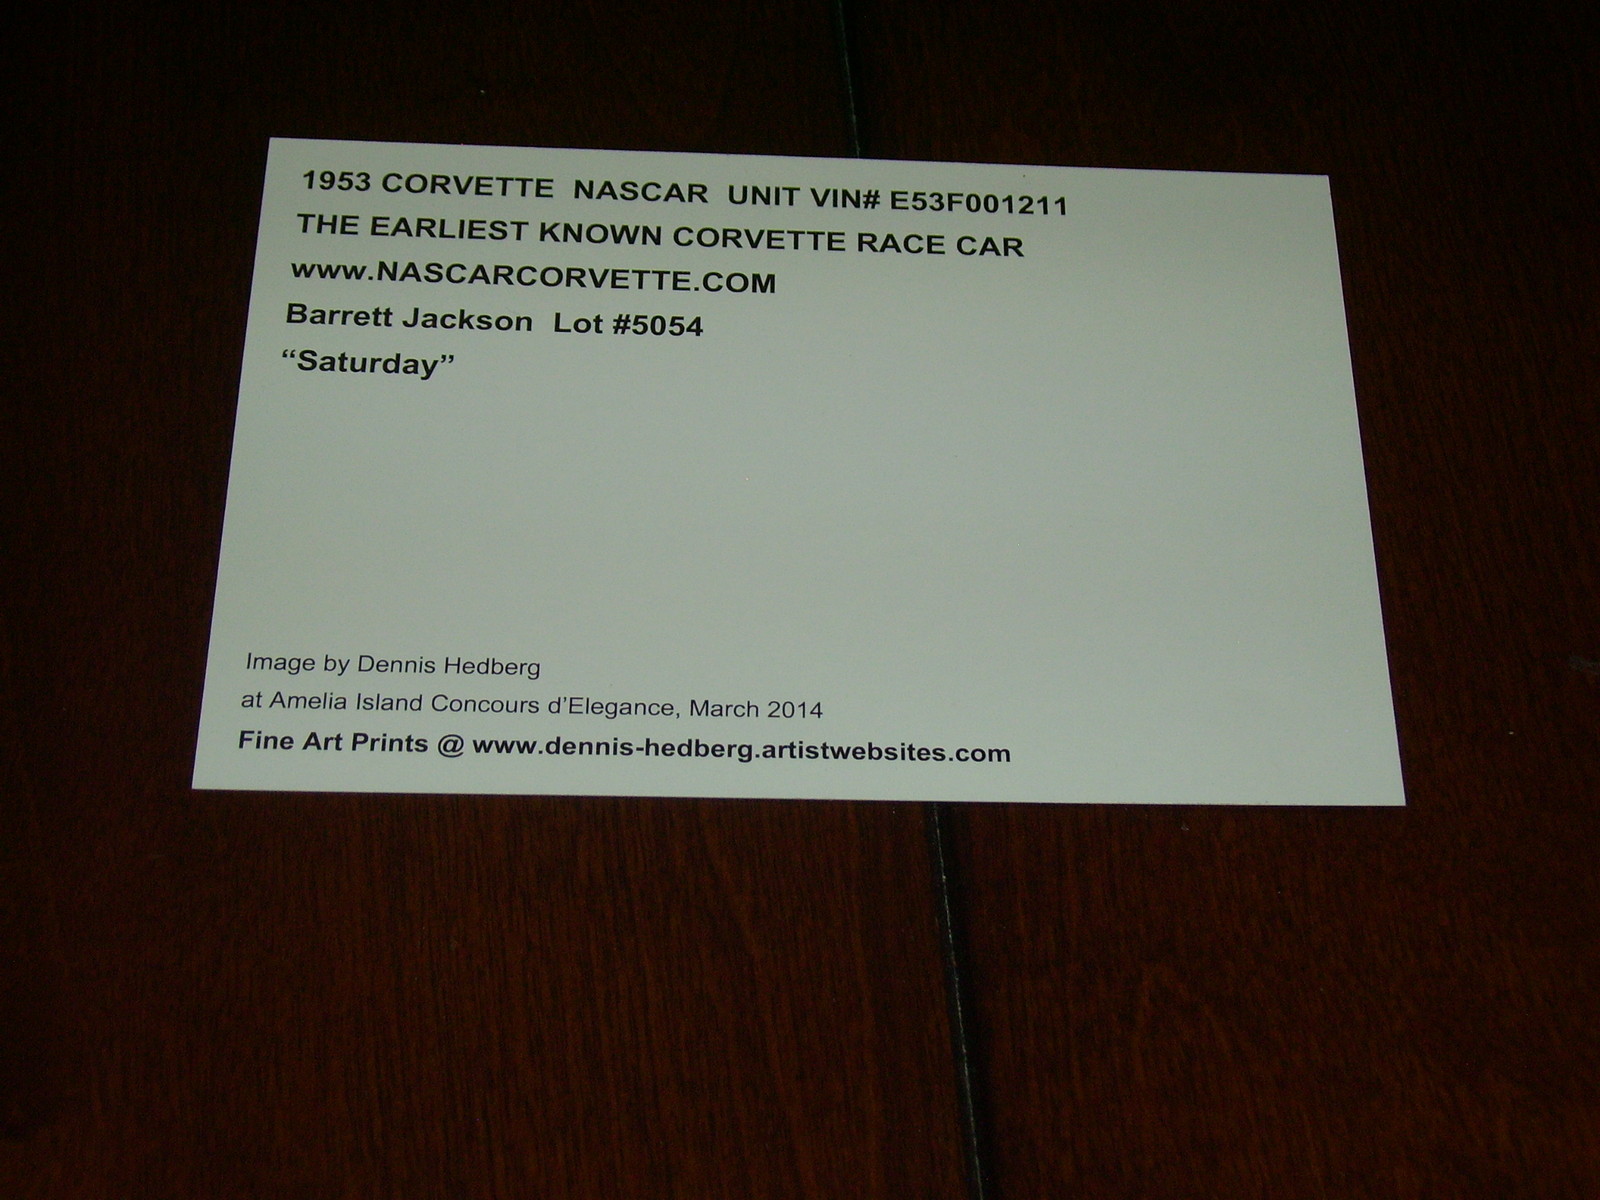 1953 CORVETTE  NASCAR  UNIT VIN# E53F001211
THE EARLIEST KNOWN CORVETTE RACE CAR
www.NASCARCORVETTE.COM
Barrett Jackson  Lot #5054
“Saturday”
Image by Dennis Hedberg
at Amelia Island Concours d’Elegance, March 2014
Fine Art Prints @ www.dennis-hedberg.artistwebsites.com